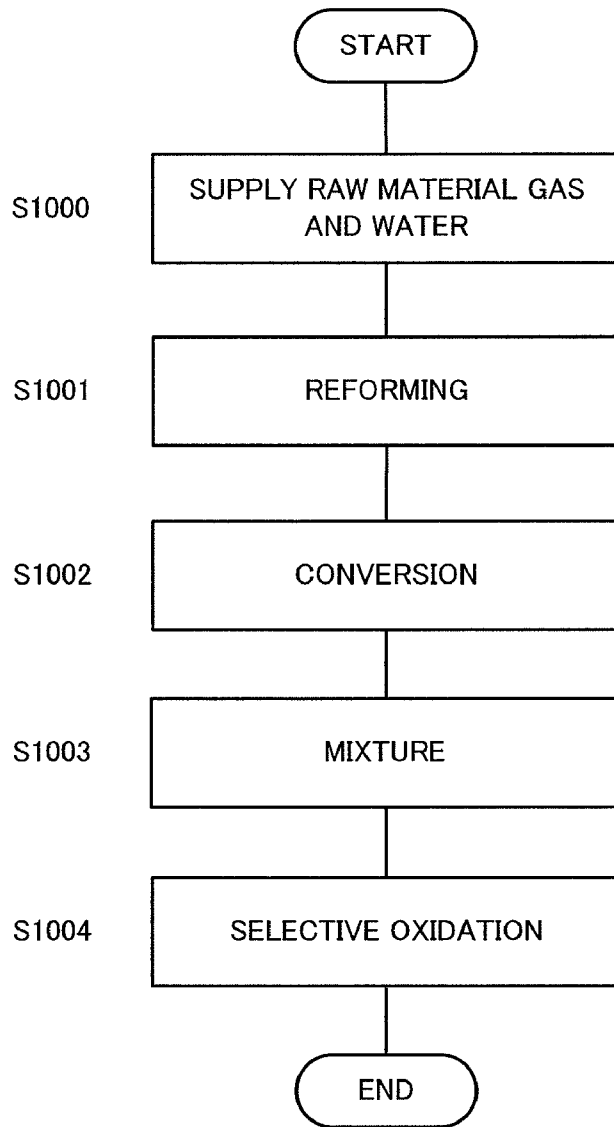 START
S1000
SUPPLY RAW MATERIAL GAS
AND WATER
S1001
REFORMING
S1002
CONVERSION
S1003
MIXTURE
S1004
SELECTIVE OXIDATION
END